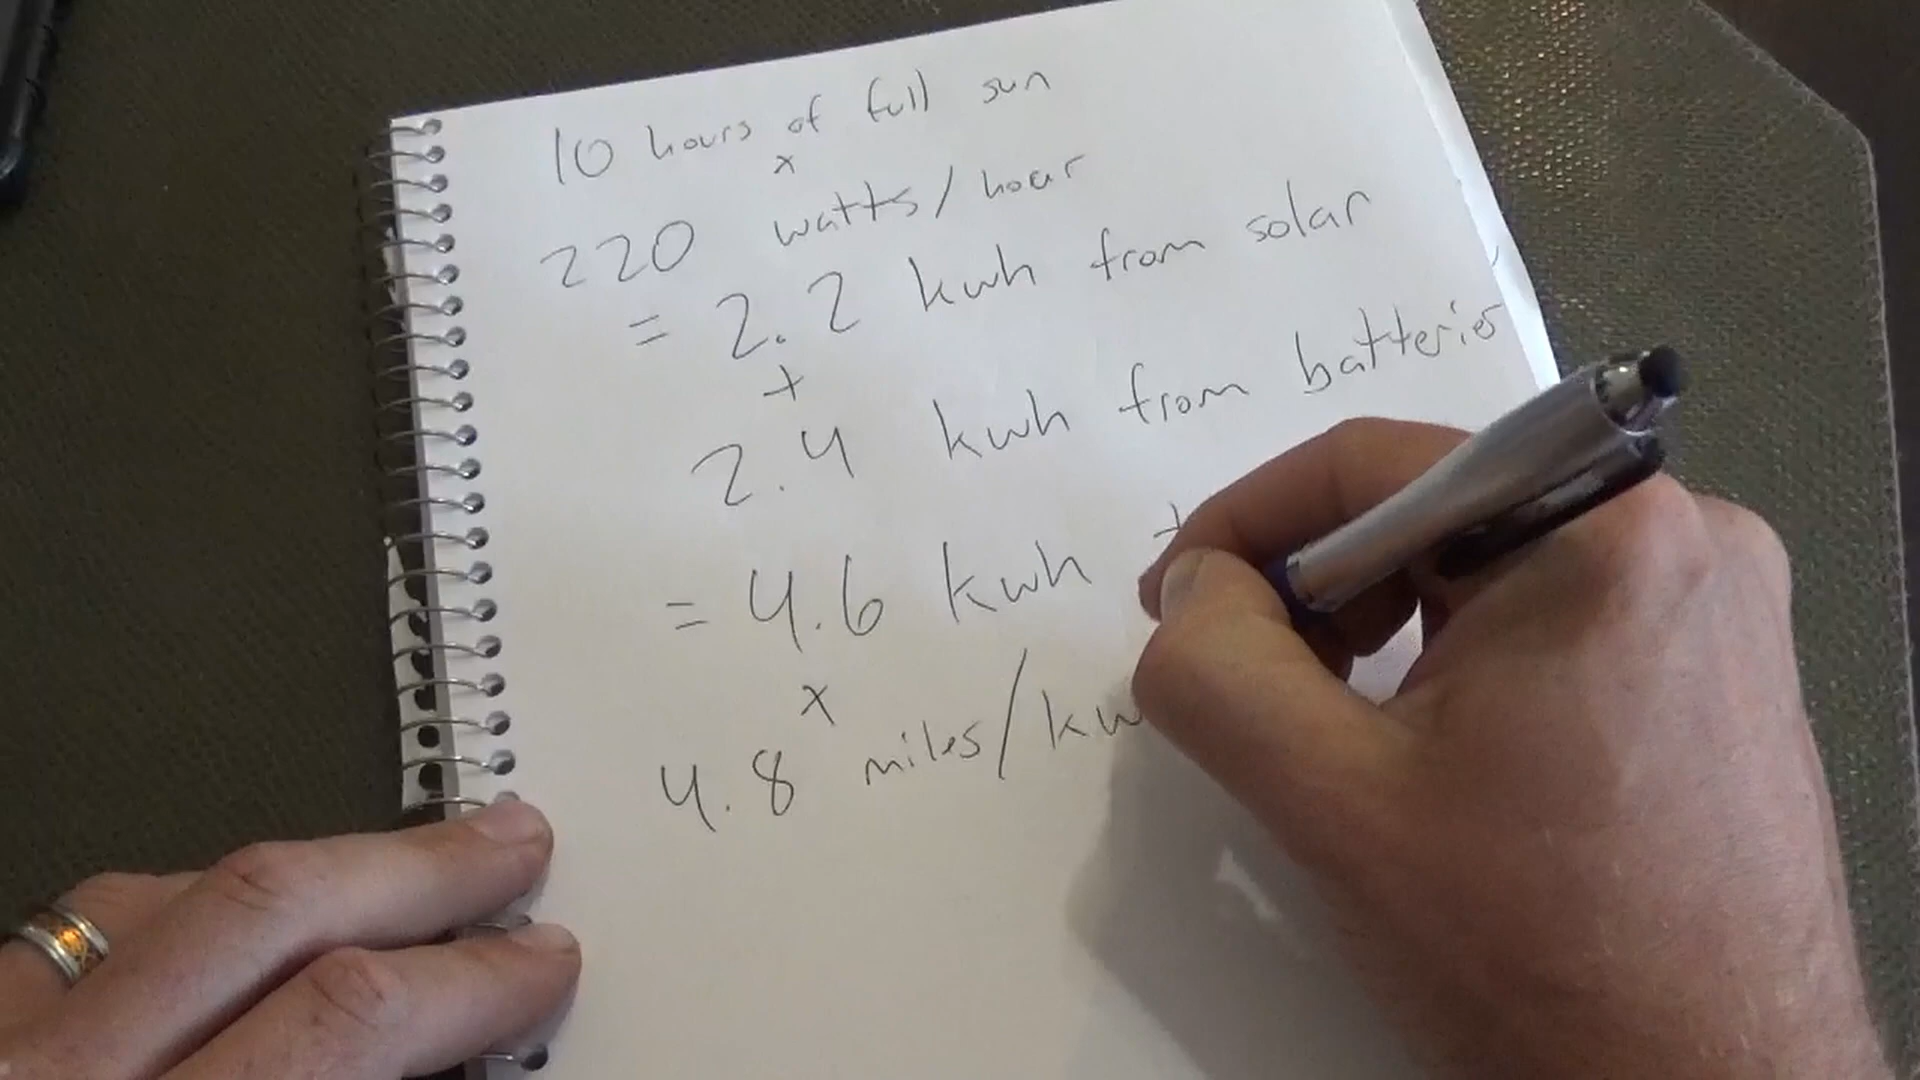 10 hours of full sun
x
220 watts/hour
= 2.2 kwh from solar
+
2.4 kwh from batteries
= 4.6 kwh
x
4.8 miles/kw